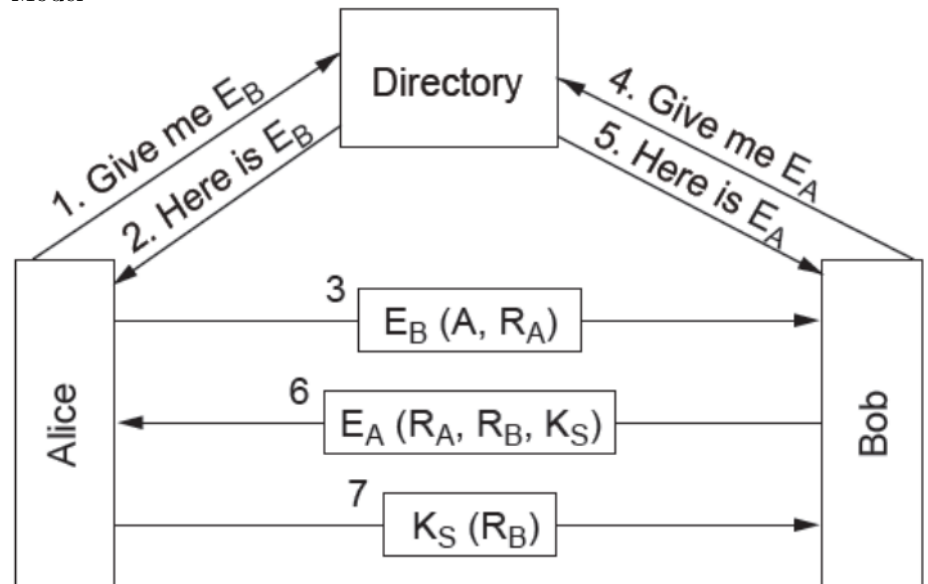 Directory
1. Give me E_B
2. Here is E_B
4. Give me E_A
5. Here is E_A
3
E_B (A, R_A)
Alice
6
E_A (R_A, R_B, K_S)
Bob
7
K_S (R_B)